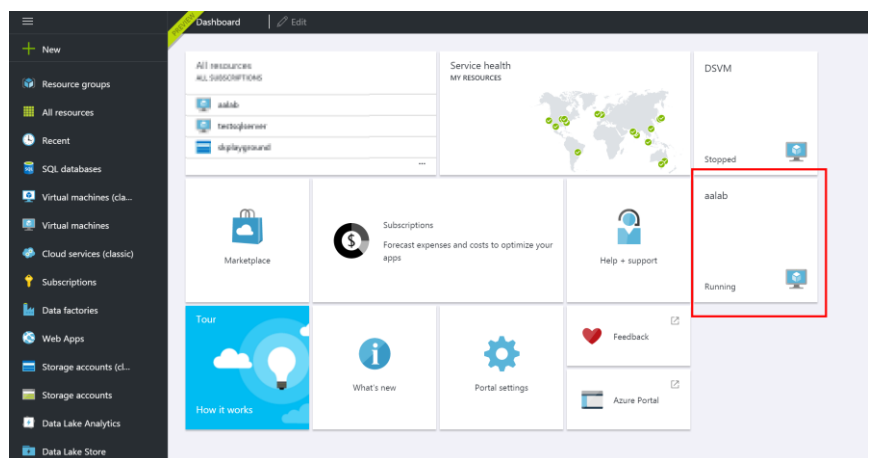 PREVIEW
Dashboard
Edit
New
Resource groups
All resources
Recent
SQL databases
Virtual machines (cla...
Virtual machines
Cloud services (classic)
Subscriptions
Data factories
Web Apps
Storage accounts (cl...
Storage accounts
Data Lake Analytics
Data Lake Store
All resources
ALL SUBSCRIPTIONS
aalab
testsqlserver
dsplayground
...
Service health
MY RESOURCES
DSVM
Stopped
Marketplace
Subscriptions
Forecast expenses and costs to optimize your
apps
Help + support
aalab
Running
Tour
How it works
What's new
Portal settings
Feedback
Azure Portal